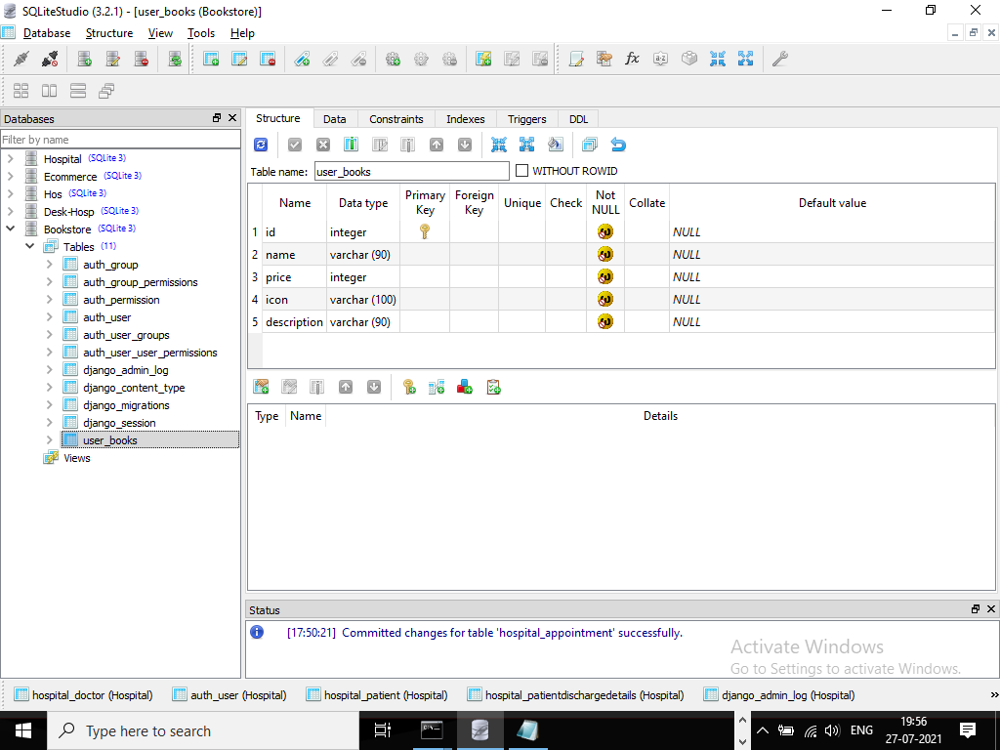 SQLiteStudio (3.2.1) - [user_books (Bookstore)]
Database Structure View Tools Help
Databases
Filter by name
Hospital (SQLite 3)
Ecommerce (SQLite 3)
Hos (SQLite 3)
Desk-Hosp (SQLite 3)
Bookstore (SQLite 3)
Tables (11)
auth_group
auth_group_permissions
auth_permission
auth_user
auth_user_groups
auth_user_user_permissions
django_admin_log
django_content_type
django_migrations
django_session
user_books
Views
Structure Data Constraints Indexes Triggers DDL
Table name: user_books WITHOUT ROWID
Name Data type Primary Key Foreign Key Unique Check Not NULL Collate Default value
1 id integer NULL
2 name varchar (90) NULL
3 price integer NULL
4 icon varchar (100) NULL
5 description varchar (90) NULL
Type Name Details
Status
[17:50:21] Committed changes for table 'hospital_appointment' successfully.
Activate Windows
Go to Settings to activate Windows.
hospital_doctor (Hospital) auth_user (Hospital) hospital_patient (Hospital) hospital_patientdischargedetails (Hospital) django_admin_log (Hospital) »
Type here to search
ENG
19:56
27-07-2021